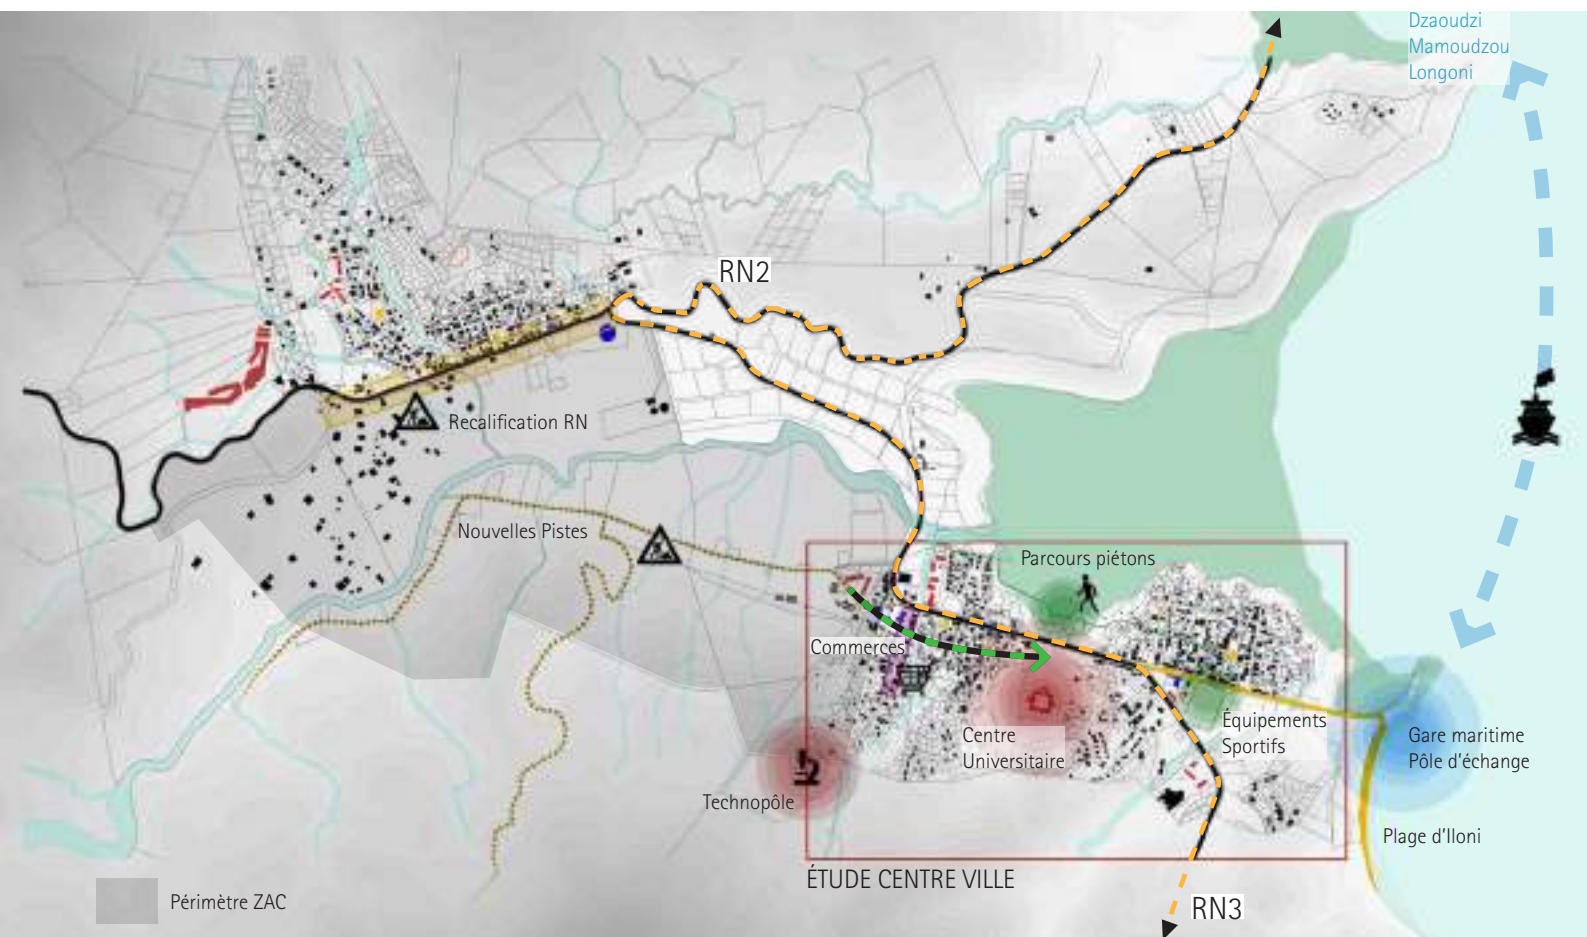 Dzaoudzi
Mamoudzou
Longoni
RN2
Recalification RN
Nouvelles Pistes
Parcours piétons
Commerces
Équipements
Sportifs
Centre
Universitaire
Gare maritime
Pôle d'échange
Technopôle
Plage d'Iloni
ÉTUDE CENTRE VILLE
Périmètre ZAC
RN3